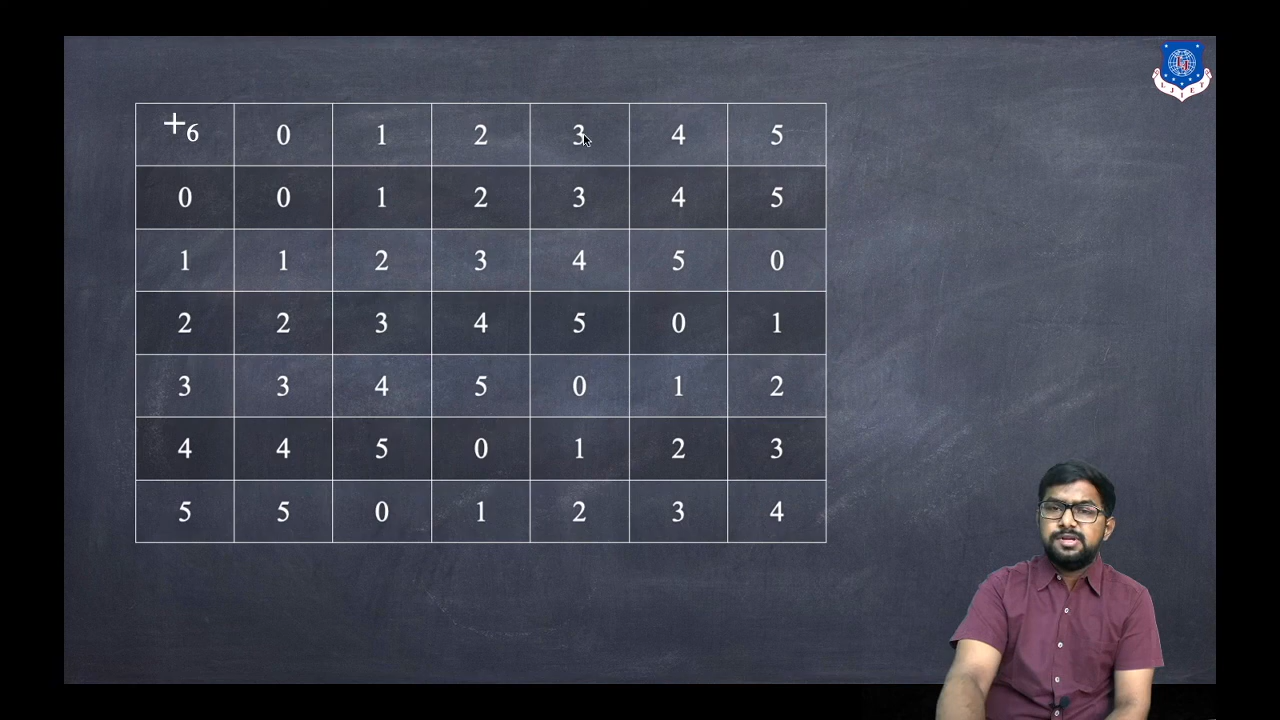 +6 0 1 2 3 4 5
0 0 1 2 3 4 5
1 1 2 3 4 5 0
2 2 3 4 5 0 1
3 3 4 5 0 1 2
4 4 5 0 1 2 3
5 5 0 1 2 3 4
L J I E T